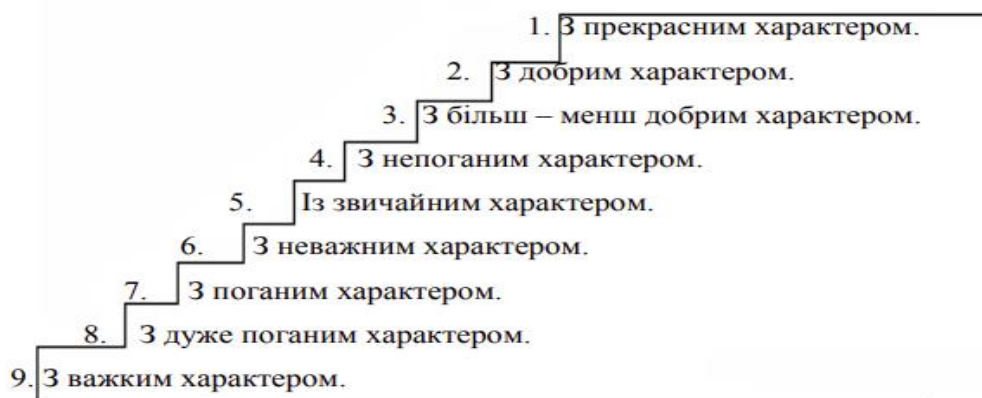 1. З прекрасним характером.
2. З добрим характером.
3. З більш – менш добрим характером.
4. З непоганим характером.
5. Із звичайним характером.
6. З неважним характером.
7. З поганим характером.
8. З дуже поганим характером.
9. З важким характером.